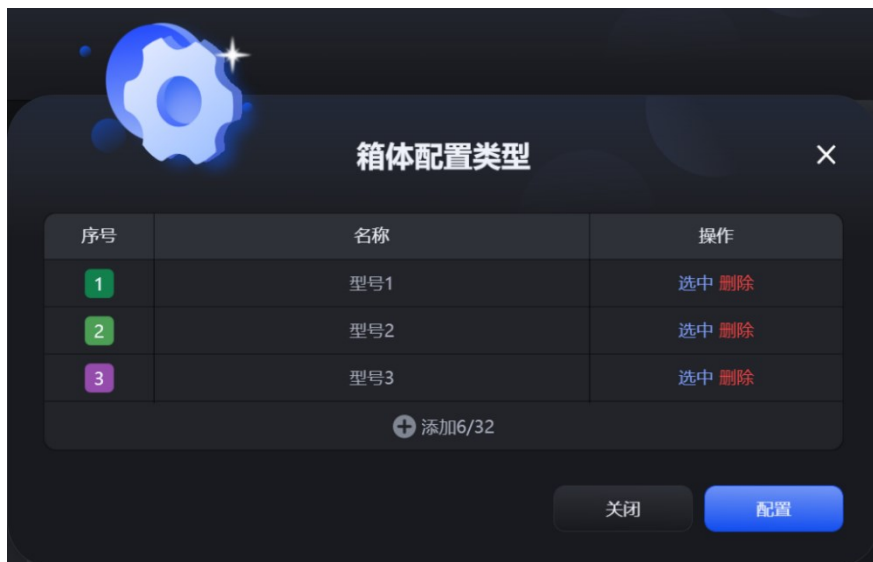 箱体配置类型
序号 名称 操作
1 型号1 选中 删除
2 型号2 选中 删除
3 型号3 选中 删除
添加6/32
关闭 配置